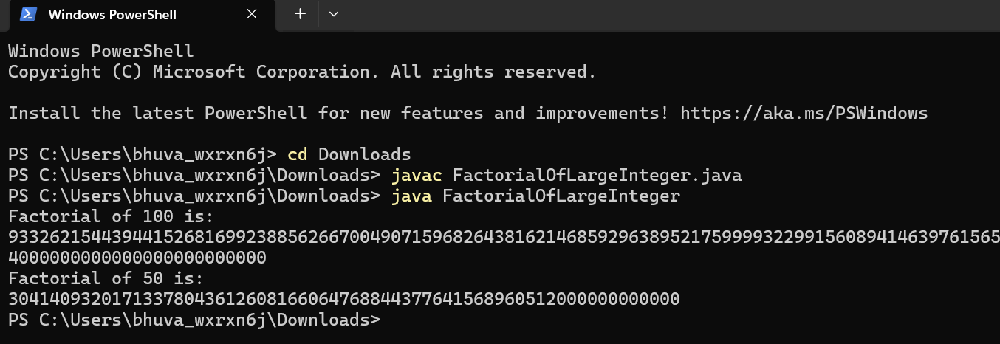 Windows PowerShell
Windows PowerShell
Copyright (C) Microsoft Corporation. All rights reserved.
Install the latest PowerShell for new features and improvements! https://aka.ms/PSWindows
PS C:\Users\bhuva_wxrxn6j> cd Downloads
PS C:\Users\bhuva_wxrxn6j\Downloads> javac FactorialOfLargeInteger.java
PS C:\Users\bhuva_wxrxn6j\Downloads> java FactorialOfLargeInteger
Factorial of 100 is:
933262154439441526816992388562667004907159682643816214685929638952175999932299156089414639761565
4000000000000000000000000
Factorial of 50 is:
30414093201713378043612608166064768844377641568960512000000000000
PS C:\Users\bhuva_wxrxn6j\Downloads>